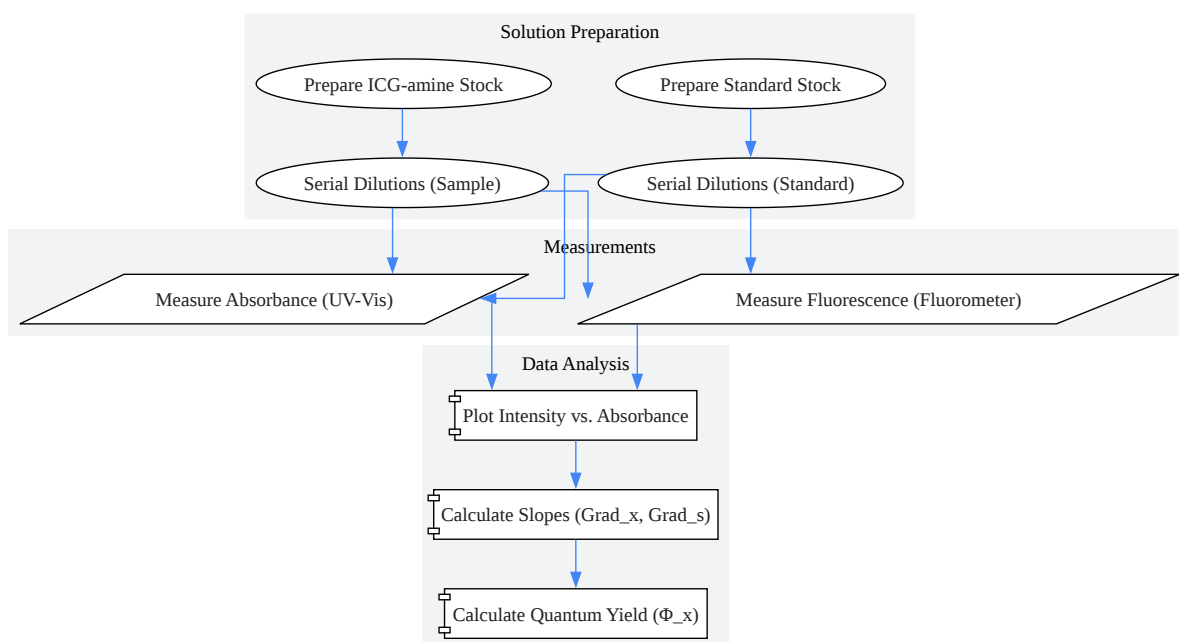 Solution Preparation
Prepare ICG-amine Stock
Prepare Standard Stock
Serial Dilutions (Sample)
Serial Dilutions (Standard)
Measurements
Measure Absorbance (UV-Vis)
Measure Fluorescence (Fluorometer)
Data Analysis
Plot Intensity vs. Absorbance
Calculate Slopes (Grad_x, Grad_s)
Calculate Quantum Yield (Φ_x)